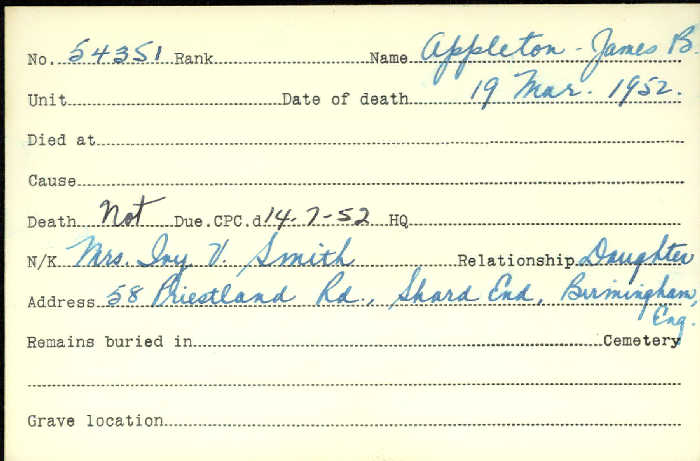 No. 54351 Rank Name Appleton - James B.
Unit Date of death 19 Mar. 1952.
Died at
Cause
Death Not Due.CPC.d 14-7-52 HQ
N/K Mrs. Ivy V. Smith Relationship Daughter
Address 58 Priestland Rd., Shard End, Birmingham,
Eng.
Remains buried in Cemetery
Grave location